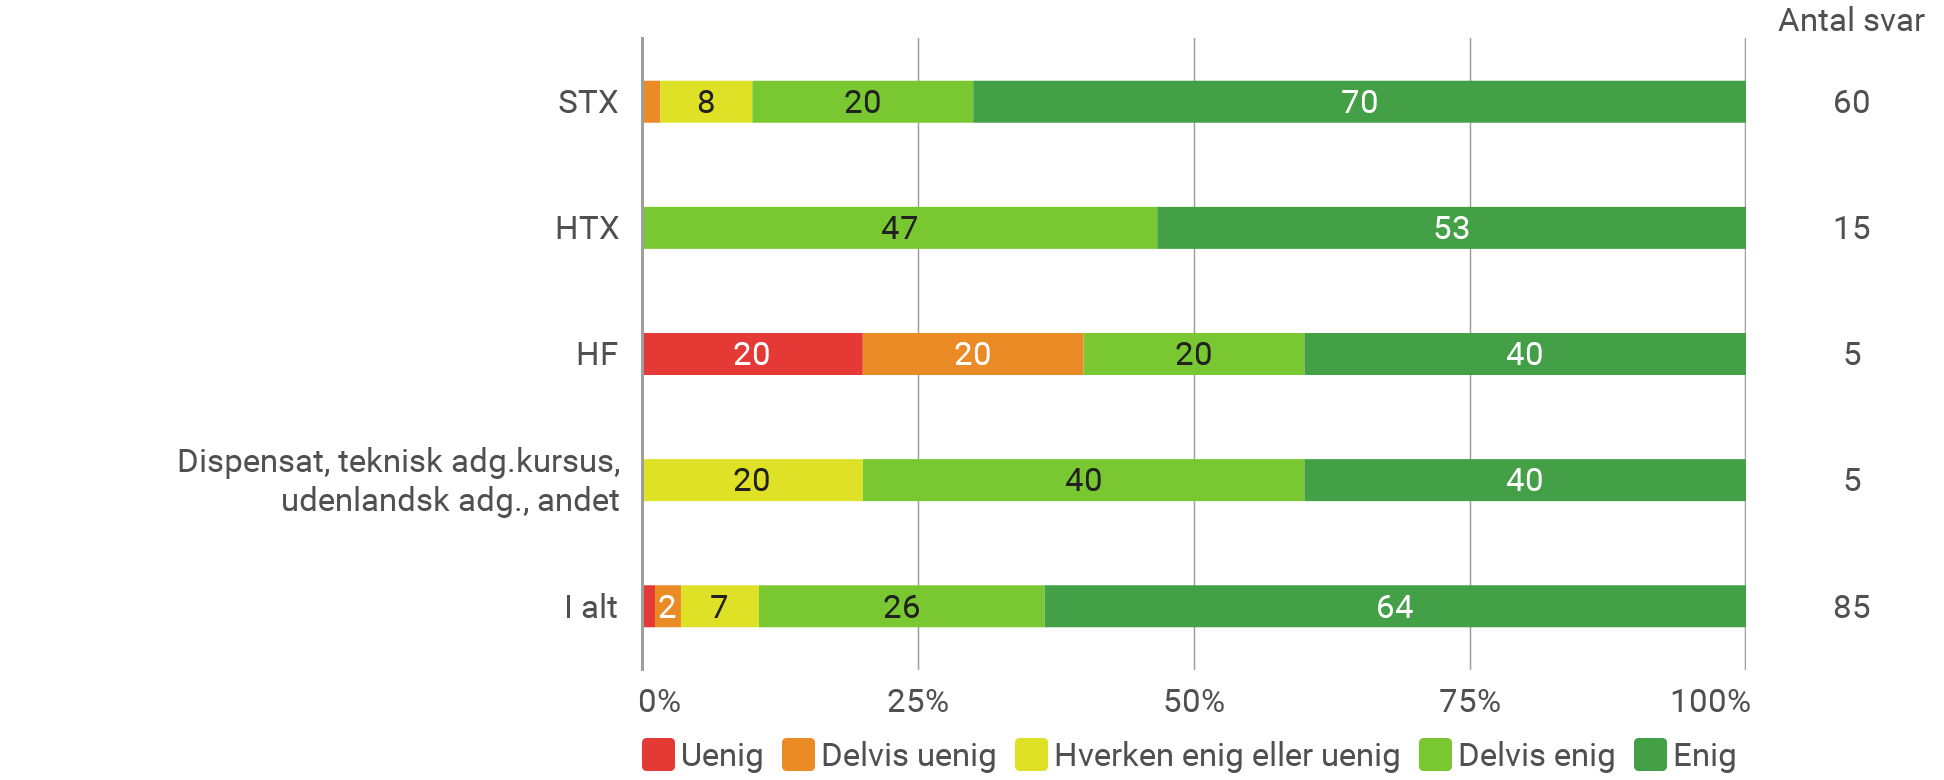 Antal svar
STX 8 20 70 60
HTX 47 53 15
HF 20 20 20 40 5
Dispensat, teknisk adg.kursus,
udenlandsk adg., andet 20 40 40 5
I alt 2 7 26 64 85
0% 25% 50% 75% 100%
Uenig Delvis uenig Hverken enig eller uenig Delvis enig Enig